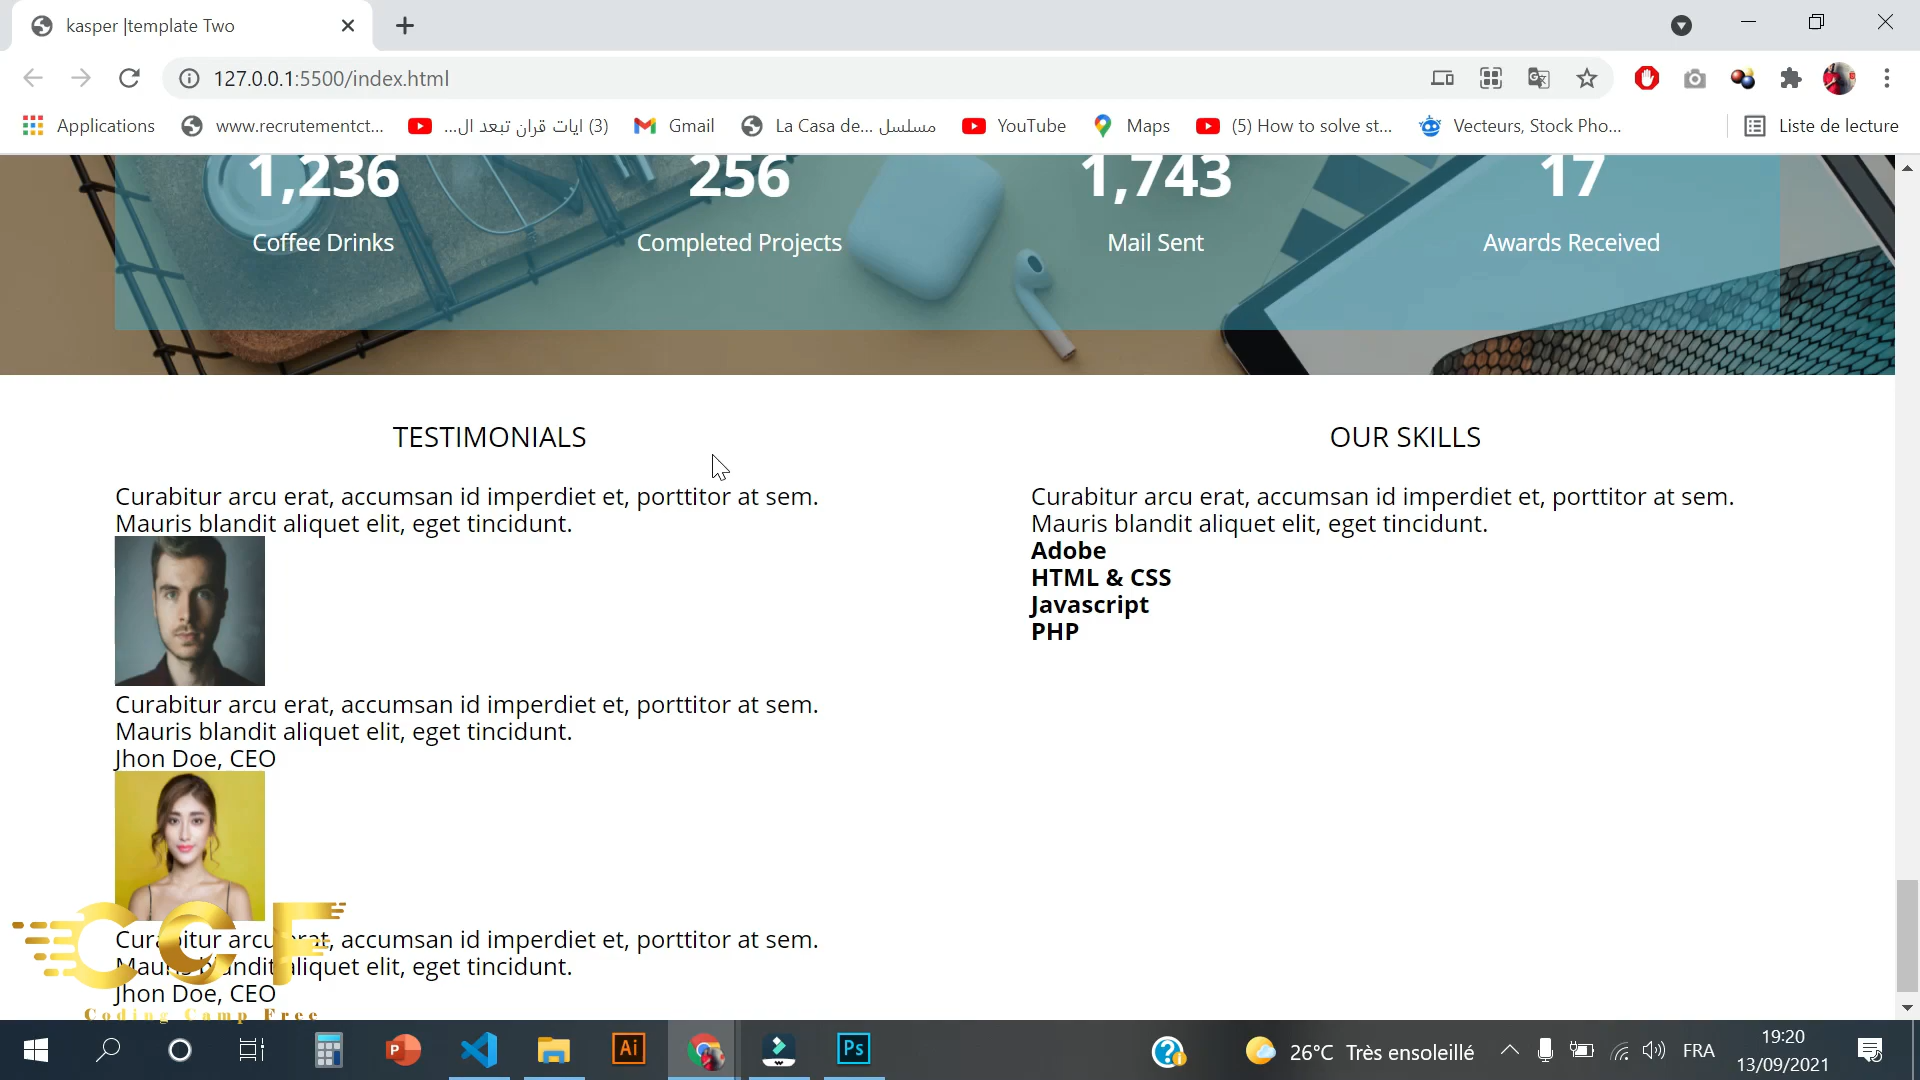 kasper |template Two
127.0.0.1:5500/index.html
Applications
www.recrutementct...
(3) ايات قران تبعد ال...
Gmail
La Casa de... مسلسل
YouTube
Maps
(5) How to solve st...
Vecteurs, Stock Pho...
Liste de lecture
1,236 256 1,743 17
Coffee Drinks Completed Projects Mail Sent Awards Received
TESTIMONIALS
Curabitur arcu erat, accumsan id imperdiet et, porttitor at sem.
Mauris blandit aliquet elit, eget tincidunt.
Curabitur arcu erat, accumsan id imperdiet et, porttitor at sem.
Mauris blandit aliquet elit, eget tincidunt.
Jhon Doe, CEO
Curabitur arcu erat, accumsan id imperdiet et, porttitor at sem.
Mauris blandit aliquet elit, eget tincidunt.
Jhon Doe, CEO
OUR SKILLS
Curabitur arcu erat, accumsan id imperdiet et, porttitor at sem.
Mauris blandit aliquet elit, eget tincidunt.
Adobe
HTML & CSS
Javascript
PHP
CCF
Coding Camp Free
P
Ai
Ps
26°C Très ensoleillé
FRA
19:20
13/09/2021